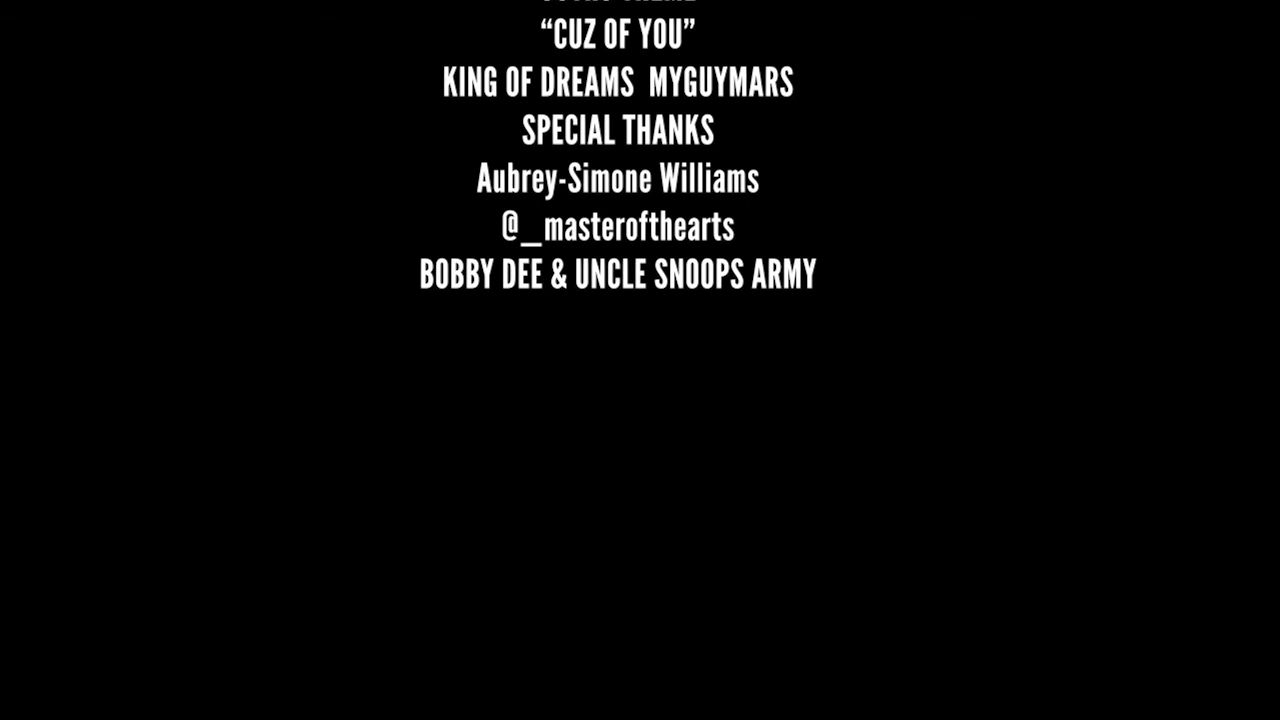 “CUZ OF YOU”
KING OF DREAMS  MYGUYMARS
SPECIAL THANKS
Aubrey-Simone Williams
@_masterofthearts
BOBBY DEE & UNCLE SNOOPS ARMY